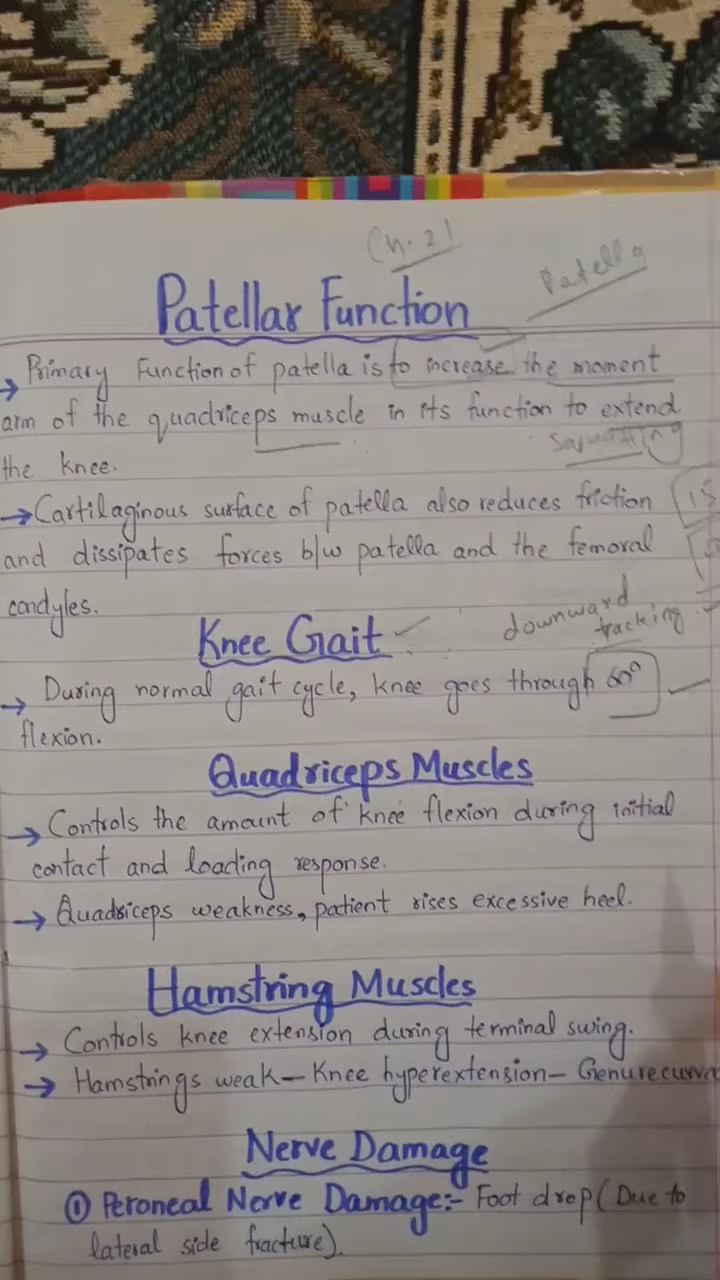 Ch. 21
Patella
Patellar Function
→ Primary Function of patella is to increase the moment
arm of the quadriceps muscle in its function to extend
the knee.
squatting
→ Cartilaginous surface of patella also reduces friction
and dissipates forces b/w patella and the femoral
condyles.
downward
tracking
Knee Gait
→ During normal gait cycle, knee goes through 60°
flexion.
Quadriceps Muscles
→ Controls the amount of knee flexion during initial
contact and loading response.
→ Quadriceps weakness, patient rises excessive heel.
Hamstring Muscles
→ Controls knee extension during terminal swing.
→ Hamstrings weak – Knee hyperextension – Genurecurva
Nerve Damage
① Peroneal Nerve Damage:- Foot drop (Due to
lateral side fracture).